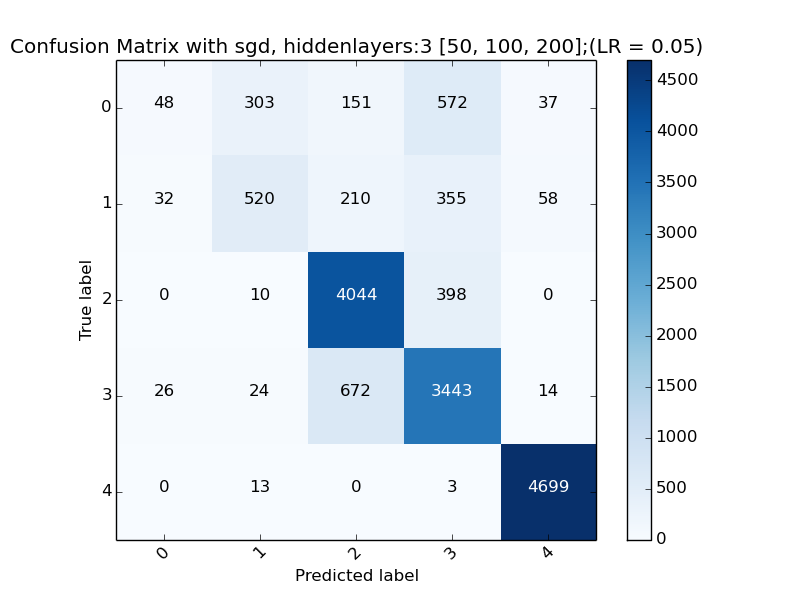 Confusion Matrix with sgd, hiddenlayers:3 [50, 100, 200];(LR = 0.05)
0 48 303 151 572 37
1 32 520 210 355 58
2 0 10 4044 398 0
3 26 24 672 3443 14
4 0 13 0 3 4699
0 1 2 3 4
True label
Predicted label
4500
4000
3500
3000
2500
2000
1500
1000
500
0